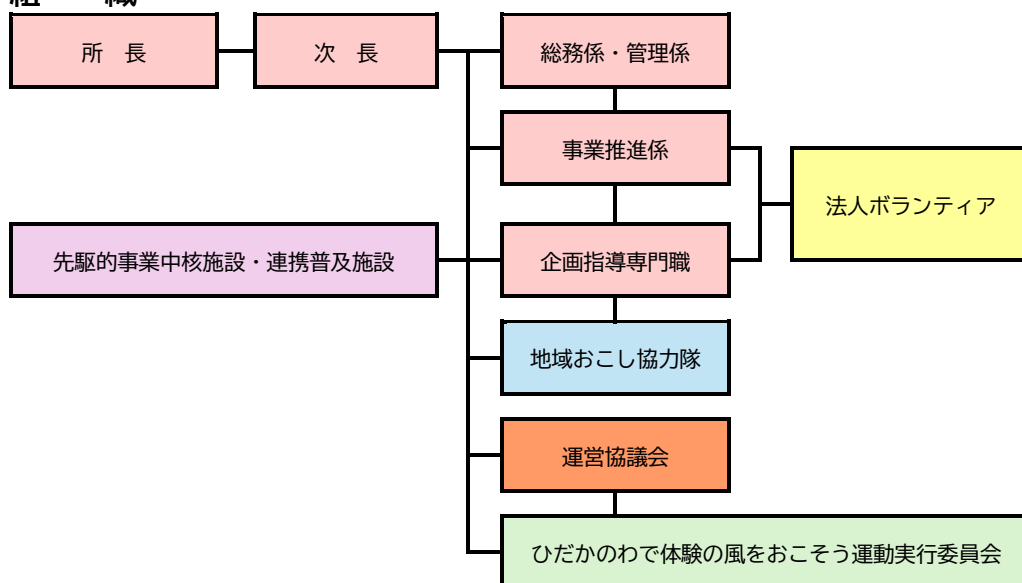 組　織
所　長
次　長
総務係・管理係
事業推進係
法人ボランティア
先駆的事業中核施設・連携普及施設
企画指導専門職
地域おこし協力隊
運営協議会
ひだかのわで体験の風をおこそう運動実行委員会